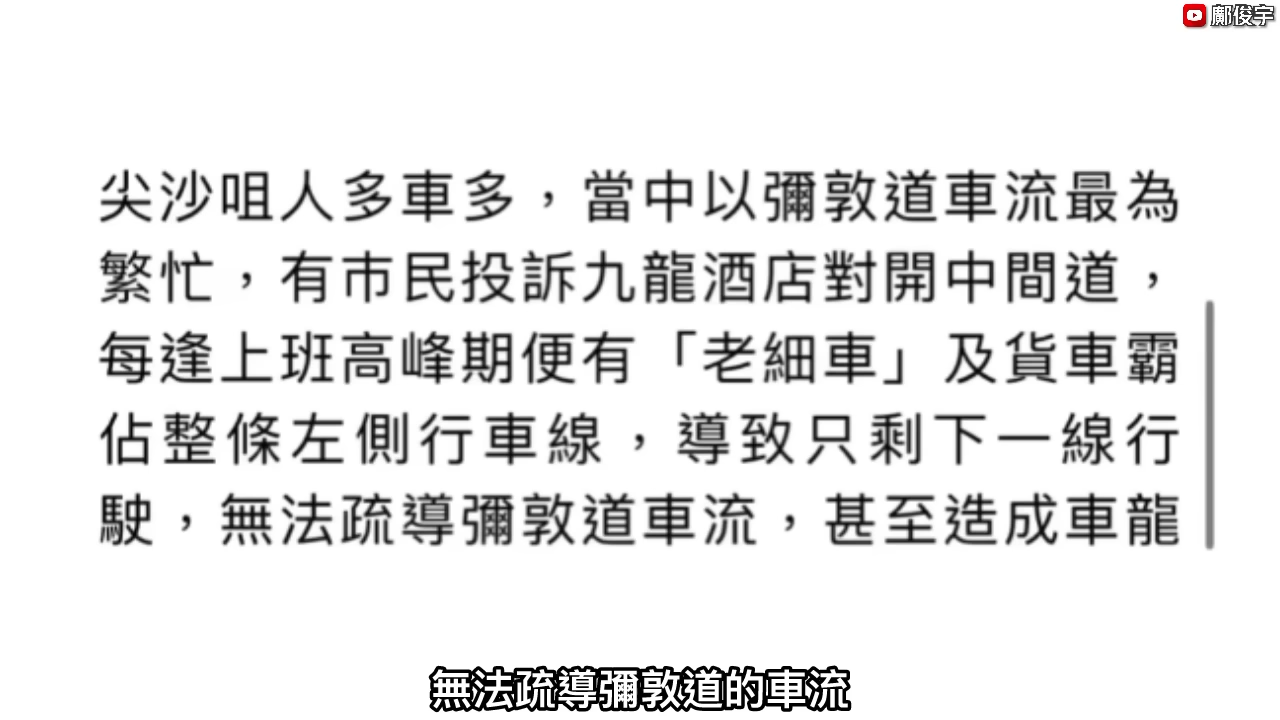 鄺俊宇
尖沙咀人多車多，當中以彌敦道車流最為
繁忙，有市民投訴九龍酒店對開中間道，
每逢上班高峰期便有「老細車」及貨車霸
佔整條左側行車線，導致只剩下一線行
駛，無法疏導彌敦道車流，甚至造成車龍
無法疏導彌敦道的車流